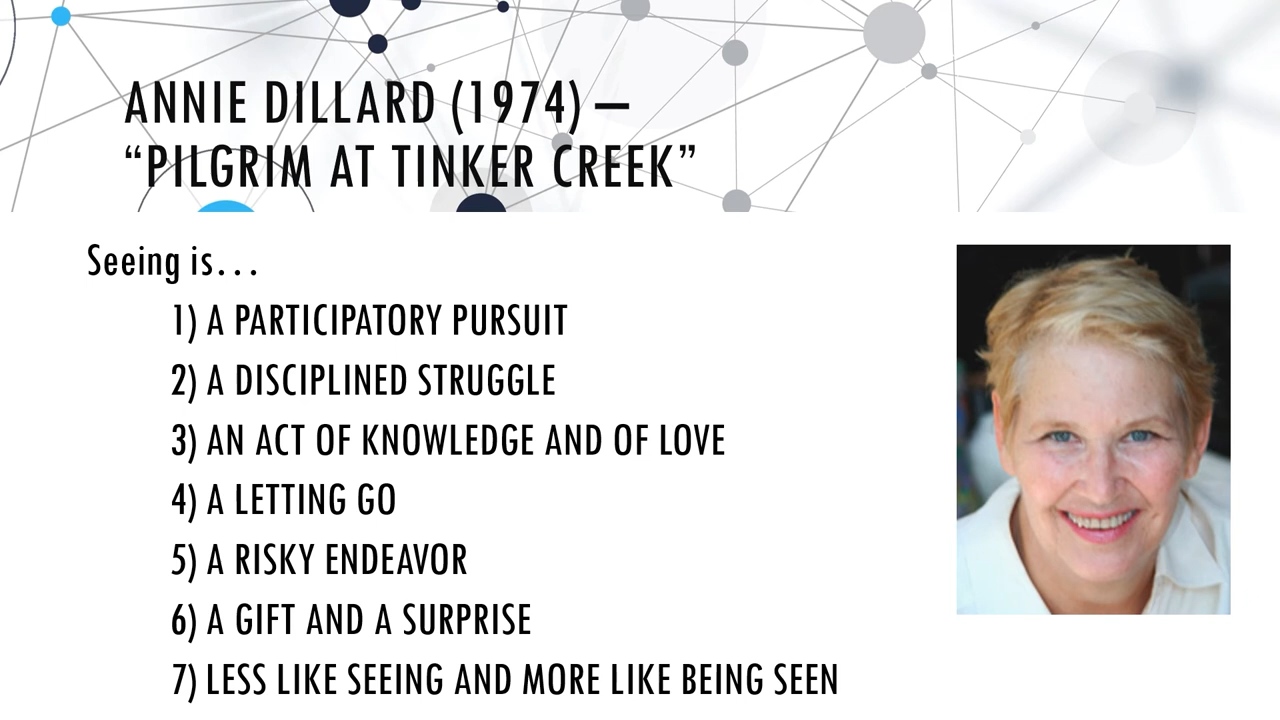 ANNIE DILLARD (1974) –
“PILGRIM AT TINKER CREEK”
Seeing is…
1) A PARTICIPATORY PURSUIT
2) A DISCIPLINED STRUGGLE
3) AN ACT OF KNOWLEDGE AND OF LOVE
4) A LETTING GO
5) A RISKY ENDEAVOR
6) A GIFT AND A SURPRISE
7) LESS LIKE SEEING AND MORE LIKE BEING SEEN